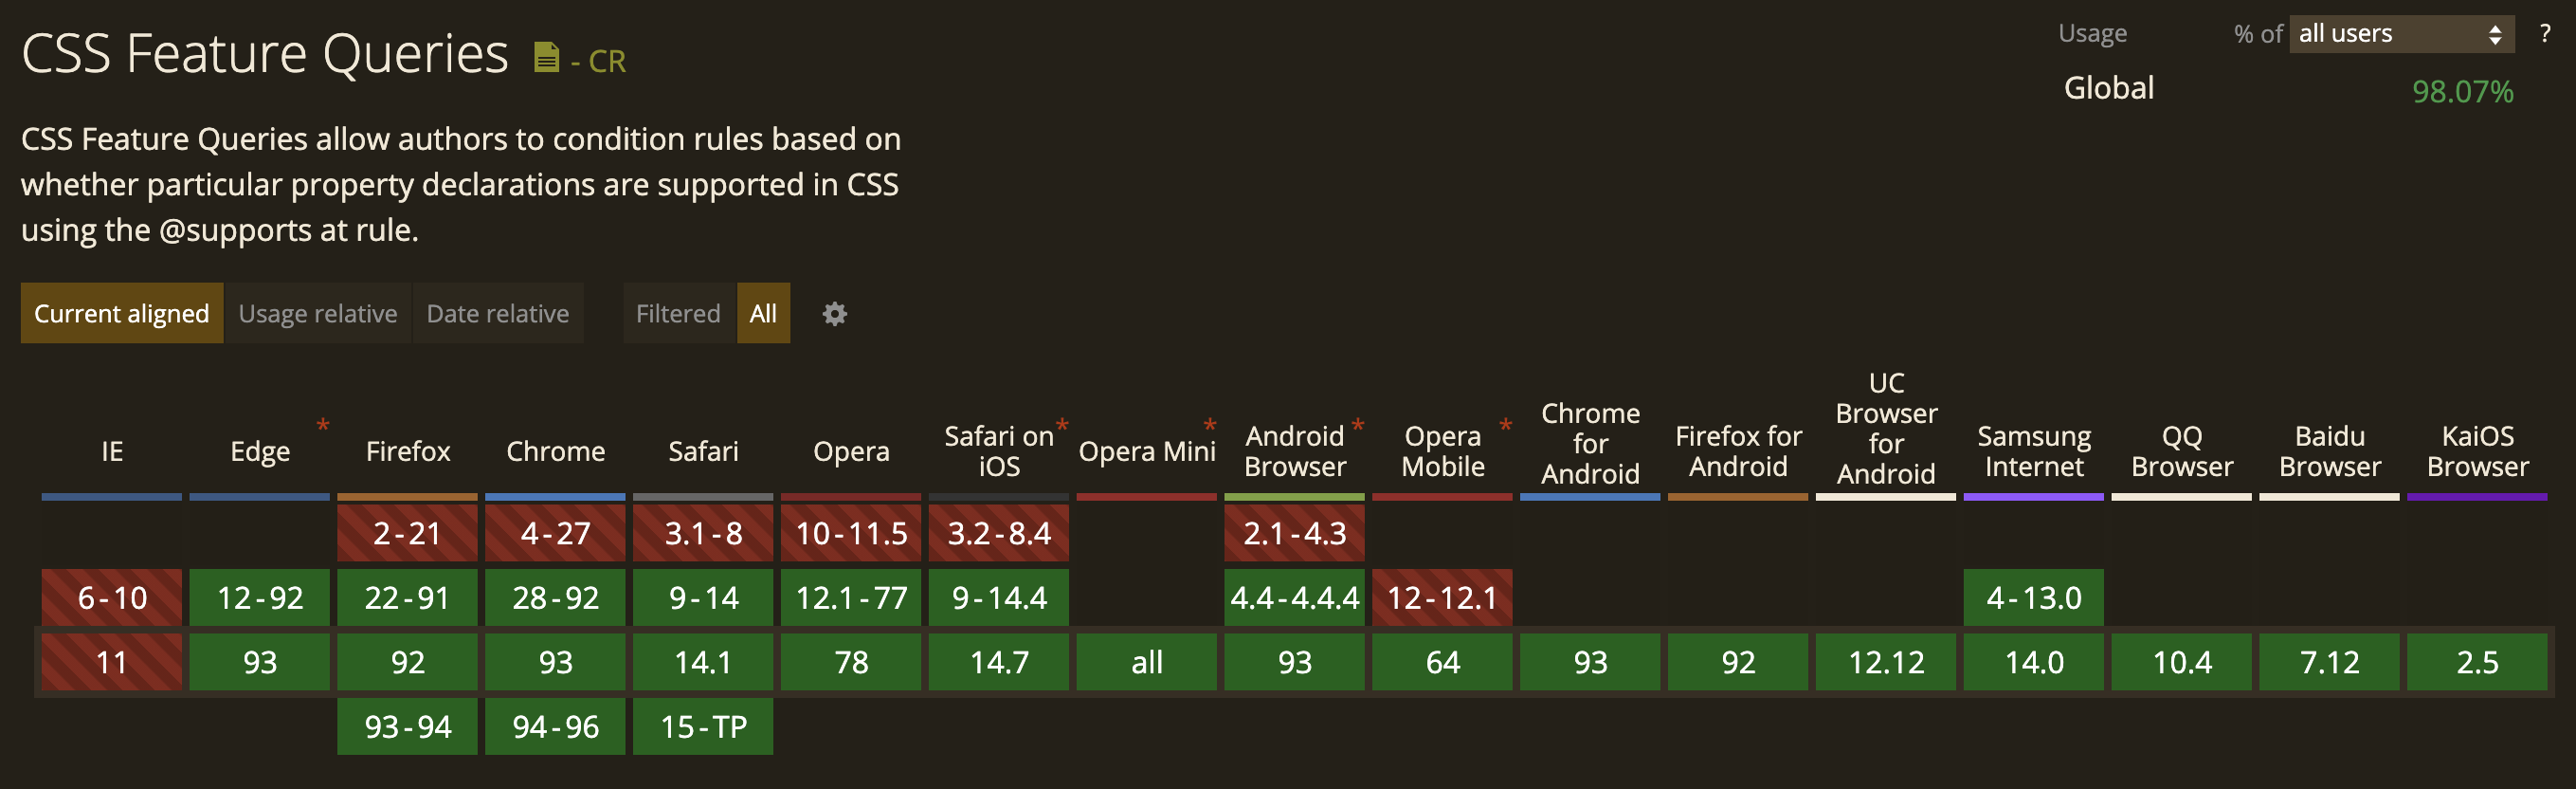 CSS Feature Queries - CR
Usage % of all users ?
Global 98.07%
CSS Feature Queries allow authors to condition rules based on
whether particular property declarations are supported in CSS
using the @supports at rule.
Current aligned Usage relative Date relative Filtered All
IE Edge * Firefox Chrome Safari Opera Safari on iOS * Opera Mini * Android Browser * Opera Mobile * Chrome for Android Firefox for Android UC Browser for Android Samsung Internet QQ Browser Baidu Browser KaiOS Browser
2-21 4-27 3.1-8 10-11.5 3.2-8.4 2.1-4.3
6-10 12-92 22-91 28-92 9-14 12.1-77 9-14.4 4.4-4.4.4 12-12.1 4-13.0
11 93 92 93 14.1 78 14.7 all 93 64 93 92 12.12 14.0 10.4 7.12 2.5
93-94 94-96 15-TP